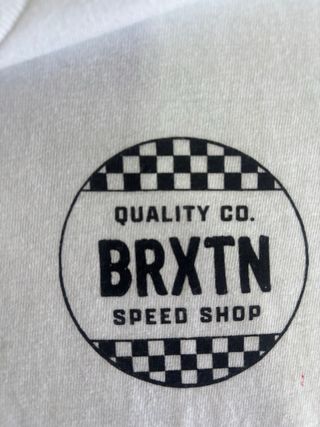 QUALITY CO.
BRXTN
SPEED SHOP